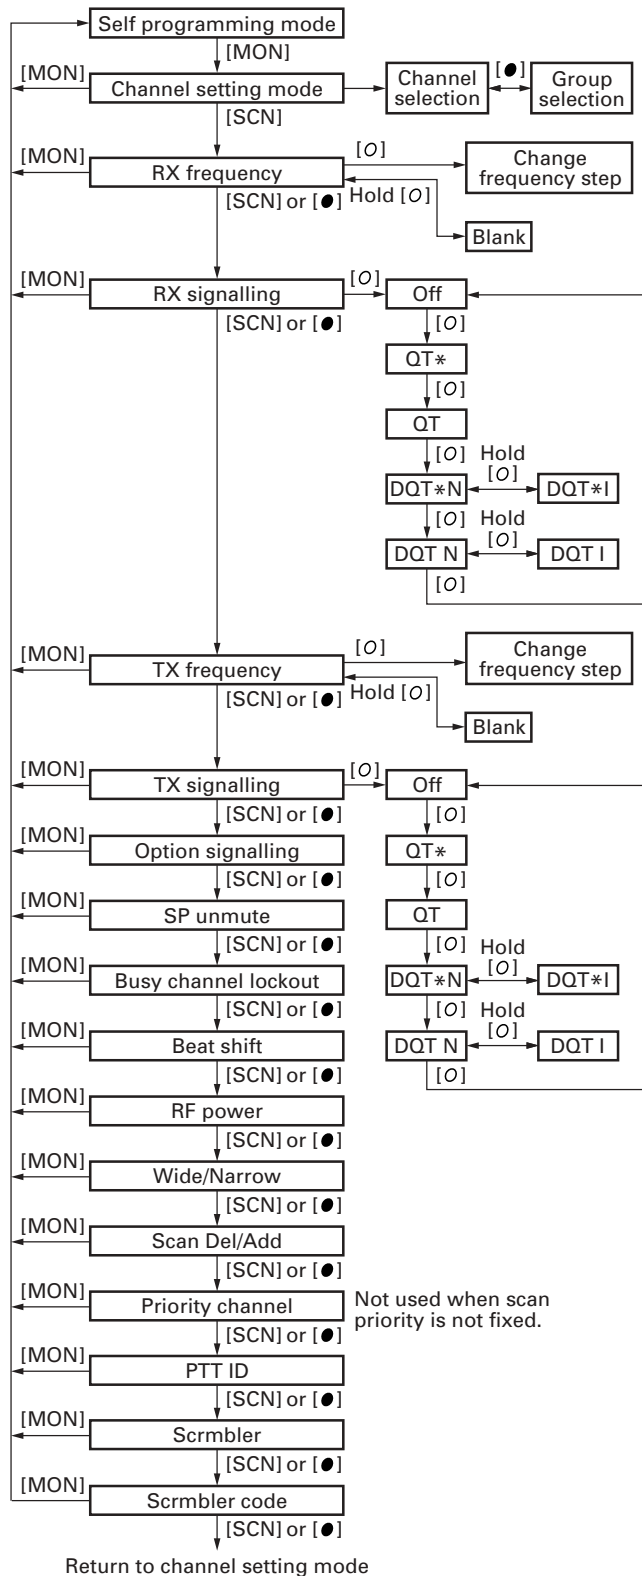 Self programming mode
[MON]
[MON]
Channel setting mode
Channel
selection
[●]
Group
selection
[SCN]
[MON]
RX frequency
[O]
Change
frequency step
[SCN] or [●]
Hold [O]
Blank
[MON]
RX signalling
[O]
Off
[SCN] or [●]
[O]
QT*
[O]
QT
[O]
Hold
[O]
DQT*N
DQT*I
[O]
Hold
[O]
DQT N
DQT I
[O]
[MON]
TX frequency
[O]
Change
frequency step
[SCN] or [●]
Hold [O]
Blank
[MON]
TX signalling
[O]
Off
[SCN] or [●]
[O]
[MON]
Option signalling
QT*
[SCN] or [●]
[O]
[MON]
SP unmute
QT
[SCN] or [●]
[O]
Hold
[O]
[MON]
Busy channel lockout
DQT*N
DQT*I
[SCN] or [●]
[O]
Hold
[O]
[MON]
Beat shift
DQT N
DQT I
[SCN] or [●]
[O]
[MON]
RF power
[SCN] or [●]
[MON]
Wide/Narrow
[SCN] or [●]
[MON]
Scan Del/Add
[SCN] or [●]
[MON]
Priority channel
Not used when scan
priority is not fixed.
[SCN] or [●]
[MON]
PTT ID
[SCN] or [●]
[MON]
Scrmbler
[SCN] or [●]
[MON]
Scrmbler code
[SCN] or [●]
Return to channel setting mode